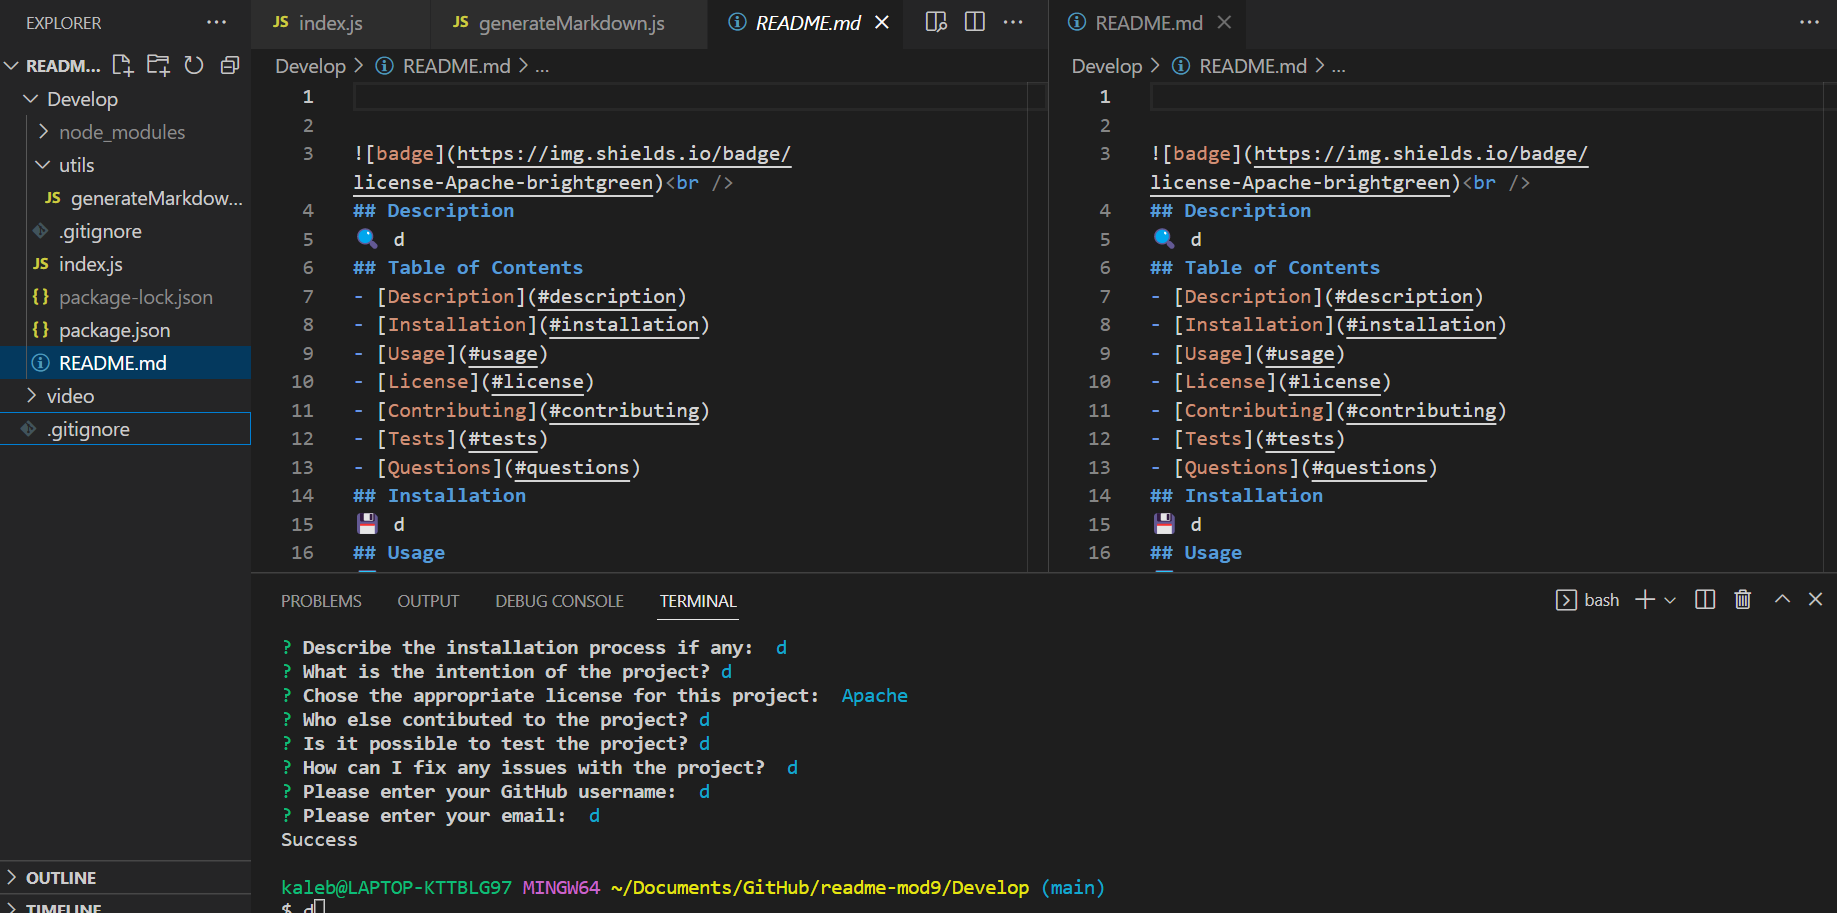 EXPLORER
READM...
Develop
node_modules
utils
JS generateMarkdow...
.gitignore
JS index.js
{} package-lock.json
{} package.json
README.md
video
.gitignore
OUTLINE
TIMELINE
JS index.js
JS generateMarkdown.js
README.md
Develop > README.md > ...
1
2
3 ![badge](https://img.shields.io/badge/
license-Apache-brightgreen)<br />
4 ## Description
5 🔍 d
6 ## Table of Contents
7 - [Description](#description)
8 - [Installation](#installation)
9 - [Usage](#usage)
10 - [License](#license)
11 - [Contributing](#contributing)
12 - [Tests](#tests)
13 - [Questions](#questions)
14 ## Installation
15 💾 d
16 ## Usage
README.md
Develop > README.md > ...
1
2
3 ![badge](https://img.shields.io/badge/
license-Apache-brightgreen)<br />
4 ## Description
5 🔍 d
6 ## Table of Contents
7 - [Description](#description)
8 - [Installation](#installation)
9 - [Usage](#usage)
10 - [License](#license)
11 - [Contributing](#contributing)
12 - [Tests](#tests)
13 - [Questions](#questions)
14 ## Installation
15 💾 d
16 ## Usage
PROBLEMS OUTPUT DEBUG CONSOLE TERMINAL
bash
? Describe the installation process if any: d
? What is the intention of the project? d
? Chose the appropriate license for this project: Apache
? Who else contibuted to the project? d
? Is it possible to test the project? d
? How can I fix any issues with the project? d
? Please enter your GitHub username: d
? Please enter your email: d
Success
kaleb@LAPTOP-KTTBLG97 MINGW64 ~/Documents/GitHub/readme-mod9/Develop (main)
$ d